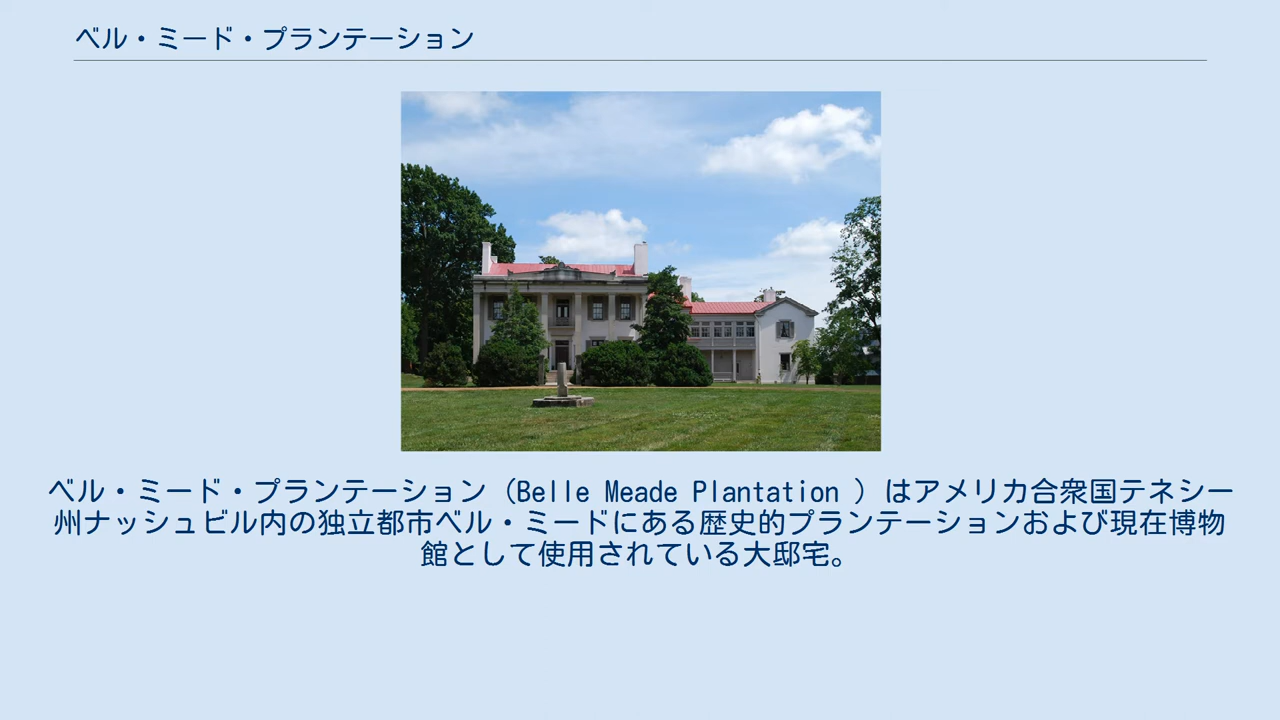 ベル・ミード・プランテーション
ベル・ミード・プランテーション（Belle Meade Plantation ）はアメリカ合衆国テネシー
州ナッシュビル内の独立都市ベル・ミードにある歴史的プランテーションおよび現在博物
館として使用されている大邸宅。